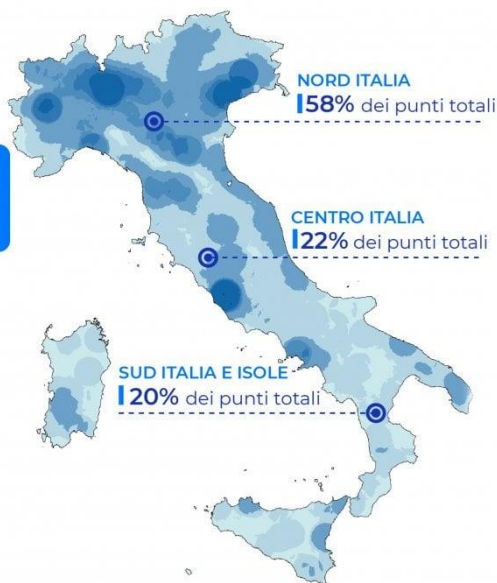 NORD ITALIA
58% dei punti totali
CENTRO ITALIA
22% dei punti totali
SUD ITALIA E ISOLE
20% dei punti totali